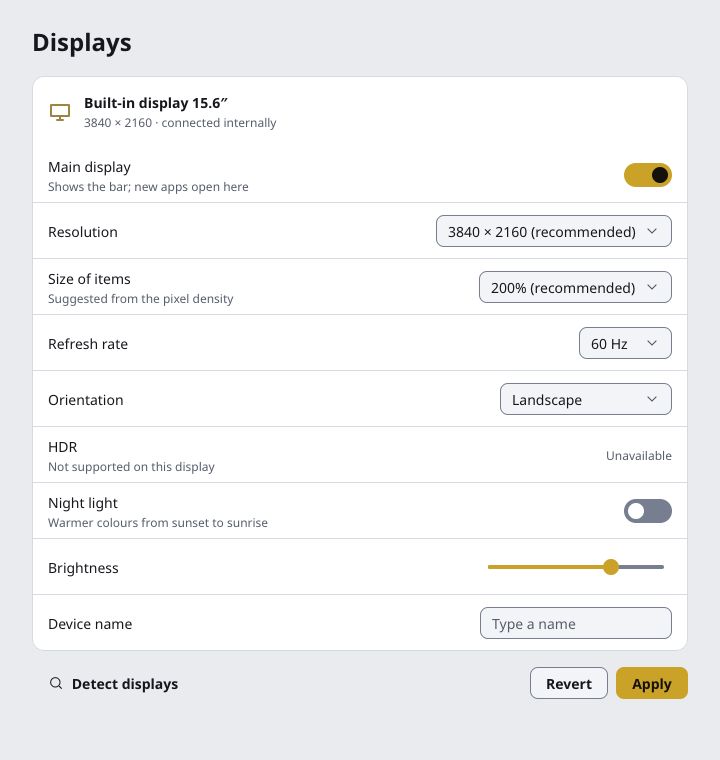 Displays
Built-in display 15.6″
3840 × 2160 · connected internally
Main display
Shows the bar; new apps open here
Resolution
3840 × 2160 (recommended)
Size of items
Suggested from the pixel density
200% (recommended)
Refresh rate
60 Hz
Orientation
Landscape
HDR
Not supported on this display
Unavailable
Night light
Warmer colours from sunset to sunrise
Brightness
Device name
Type a name
Detect displays
Revert
Apply